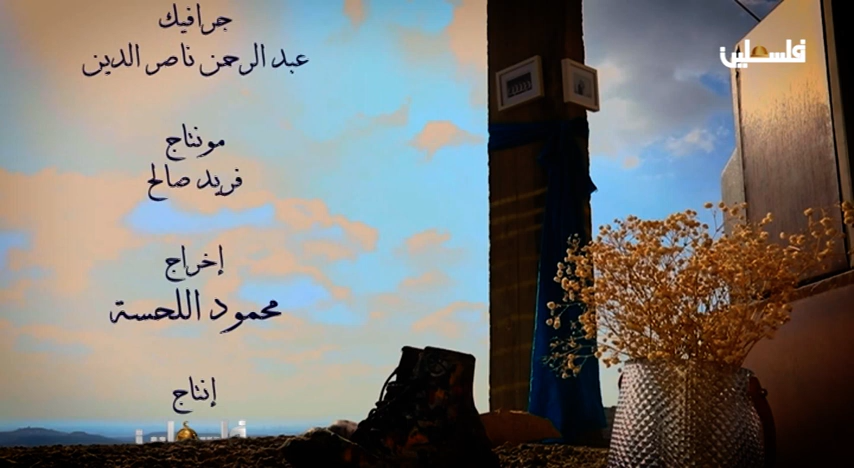 جرافيك
عبد الرحمن ناصر الدين
مونتاج
فريد صالح
إخراج
محمود اللحسة
إنتاج
فلسطين